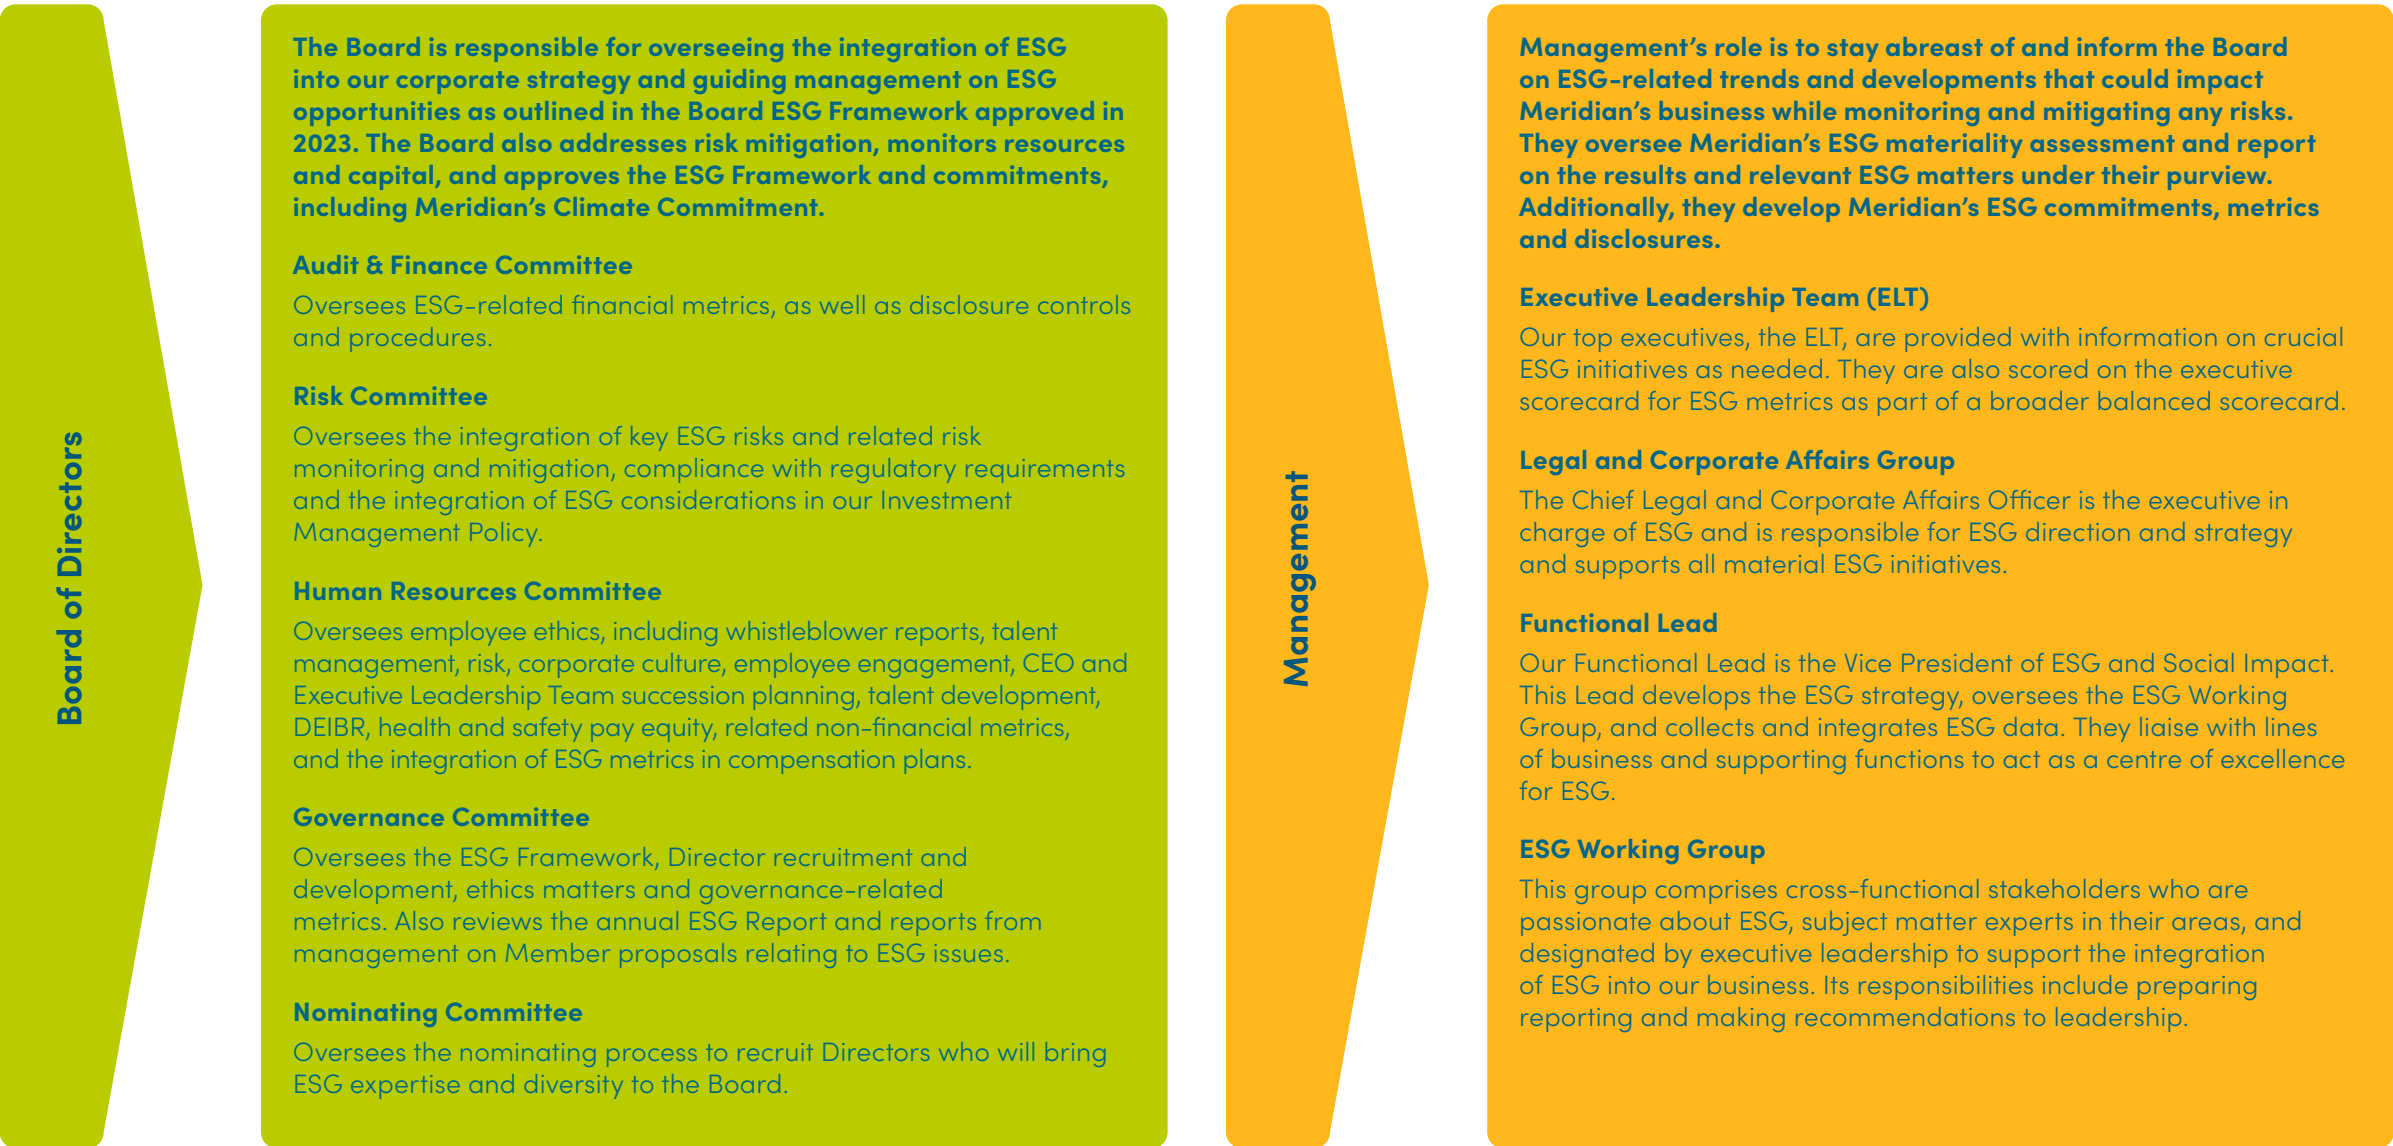 Board of Directors
The Board is responsible for overseeing the integration of ESG
into our corporate strategy and guiding management on ESG
opportunities as outlined in the Board ESG Framework approved in
2023. The Board also addresses risk mitigation, monitors resources
and capital, and approves the ESG Framework and commitments,
including Meridian’s Climate Commitment.
Audit & Finance Committee
Oversees ESG-related financial metrics, as well as disclosure controls
and procedures.
Risk Committee
Oversees the integration of key ESG risks and related risk
monitoring and mitigation, compliance with regulatory requirements
and the integration of ESG considerations in our Investment
Management Policy.
Human Resources Committee
Oversees employee ethics, including whistleblower reports, talent
management, risk, corporate culture, employee engagement, CEO and
Executive Leadership Team succession planning, talent development,
DEIBR, health and safety pay equity, related non-financial metrics,
and the integration of ESG metrics in compensation plans.
Governance Committee
Oversees the ESG Framework, Director recruitment and
development, ethics matters and governance-related
metrics. Also reviews the annual ESG Report and reports from
management on Member proposals relating to ESG issues.
Nominating Committee
Oversees the nominating process to recruit Directors who will bring
ESG expertise and diversity to the Board.
Management
Management’s role is to stay abreast of and inform the Board
on ESG-related trends and developments that could impact
Meridian’s business while monitoring and mitigating any risks.
They oversee Meridian’s ESG materiality assessment and report
on the results and relevant ESG matters under their purview.
Additionally, they develop Meridian’s ESG commitments, metrics
and disclosures.
Executive Leadership Team (ELT)
Our top executives, the ELT, are provided with information on crucial
ESG initiatives as needed. They are also scored on the executive
scorecard for ESG metrics as part of a broader balanced scorecard.
Legal and Corporate Affairs Group
The Chief Legal and Corporate Affairs Officer is the executive in
charge of ESG and is responsible for ESG direction and strategy
and supports all material ESG initiatives.
Functional Lead
Our Functional Lead is the Vice President of ESG and Social Impact.
This Lead develops the ESG strategy, oversees the ESG Working
Group, and collects and integrates ESG data. They liaise with lines
of business and supporting functions to act as a centre of excellence
for ESG.
ESG Working Group
This group comprises cross-functional stakeholders who are
passionate about ESG, subject matter experts in their areas, and
designated by executive leadership to support the integration
of ESG into our business. Its responsibilities include preparing
reporting and making recommendations to leadership.